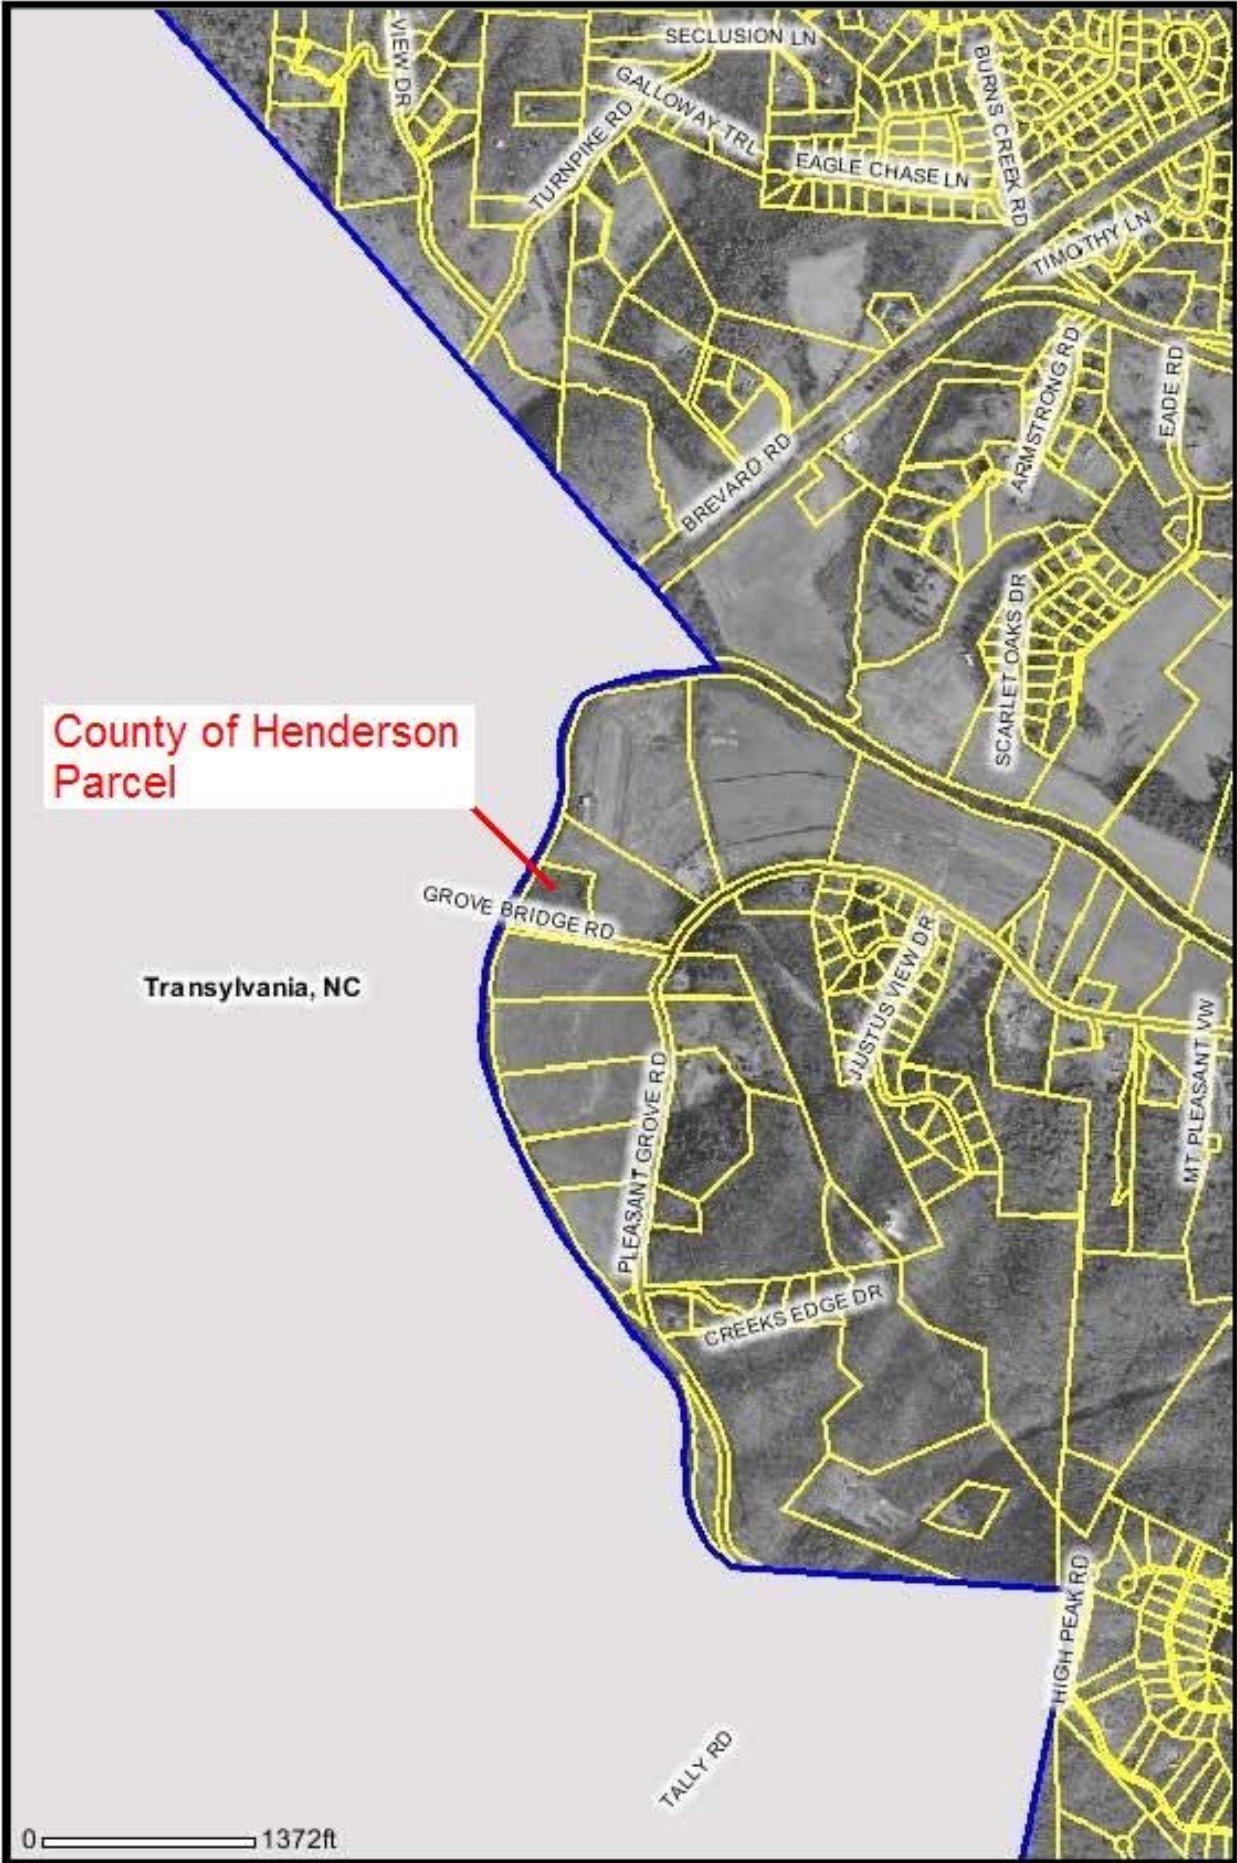 VIEW DR
SECLUSION LN
BURNS CREEK RD
GALLOWAY TRL
TURNPIKE RD
EAGLE CHASE LN
TIMOTHY LN
ARMSTRONG RD
EADE RD
BREVARD RD
SCARLET OAKS DR
County of Henderson
Parcel
GROVE BRIDGE RD
JUSTUS VIEW DR
Transylvania, NC
MT PLEASANT VW
PLEASANT GROVE RD
CREEKS EDGE DR
HIGH PEAK RD
TALLY RD
0 1372ft